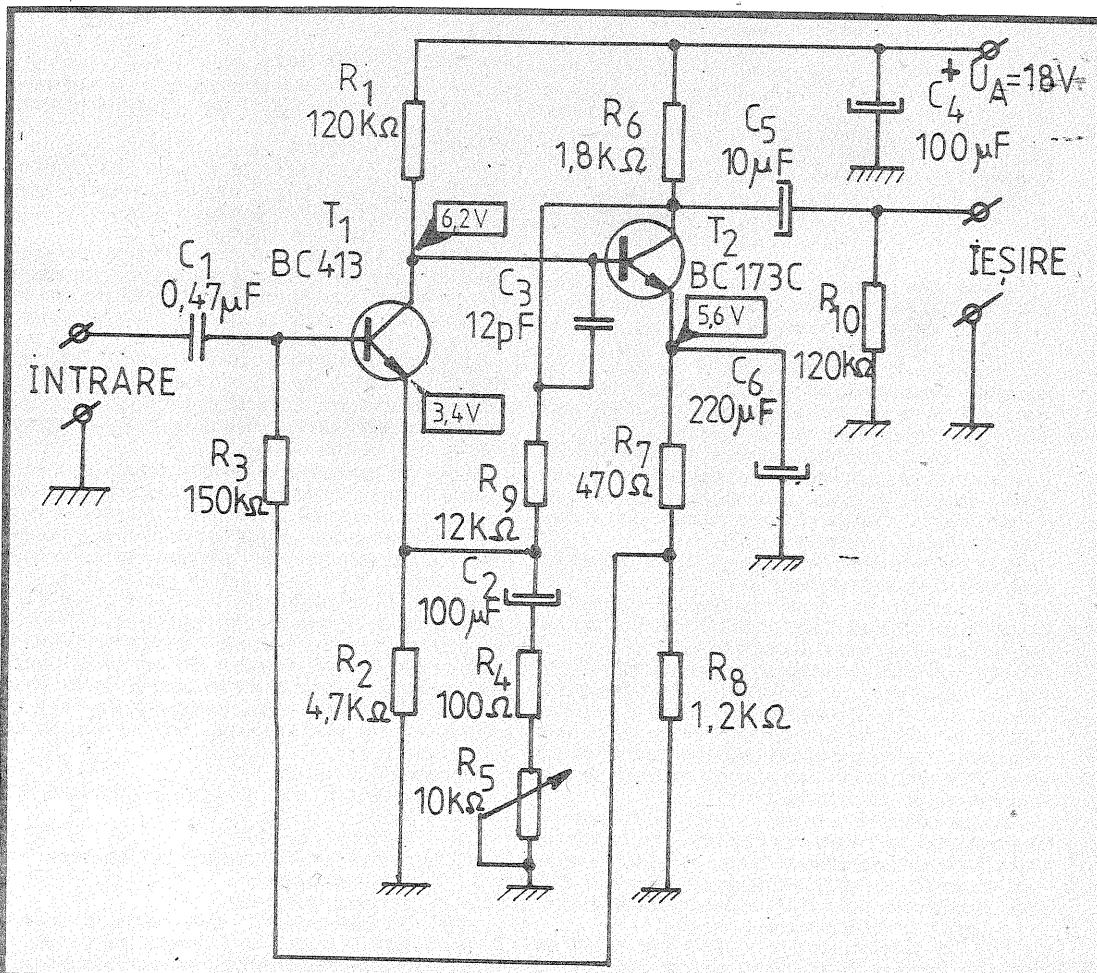 R1
120KΩ
R6
1,8KΩ
C5
10µF
C4
+
UA=18V
100µF
6,2V
T1
BC413
C1
0,47µF
C3
12pF
T2
BC173C
IEȘIRE
5,6V
R10
120kΩ
INTRARE
3,4V
C6
220µF
R3
150kΩ
R9
12KΩ
R7
470Ω
C2
100µF
R2
4,7KΩ
R4
100Ω
R8
1,2KΩ
R5
10kΩ